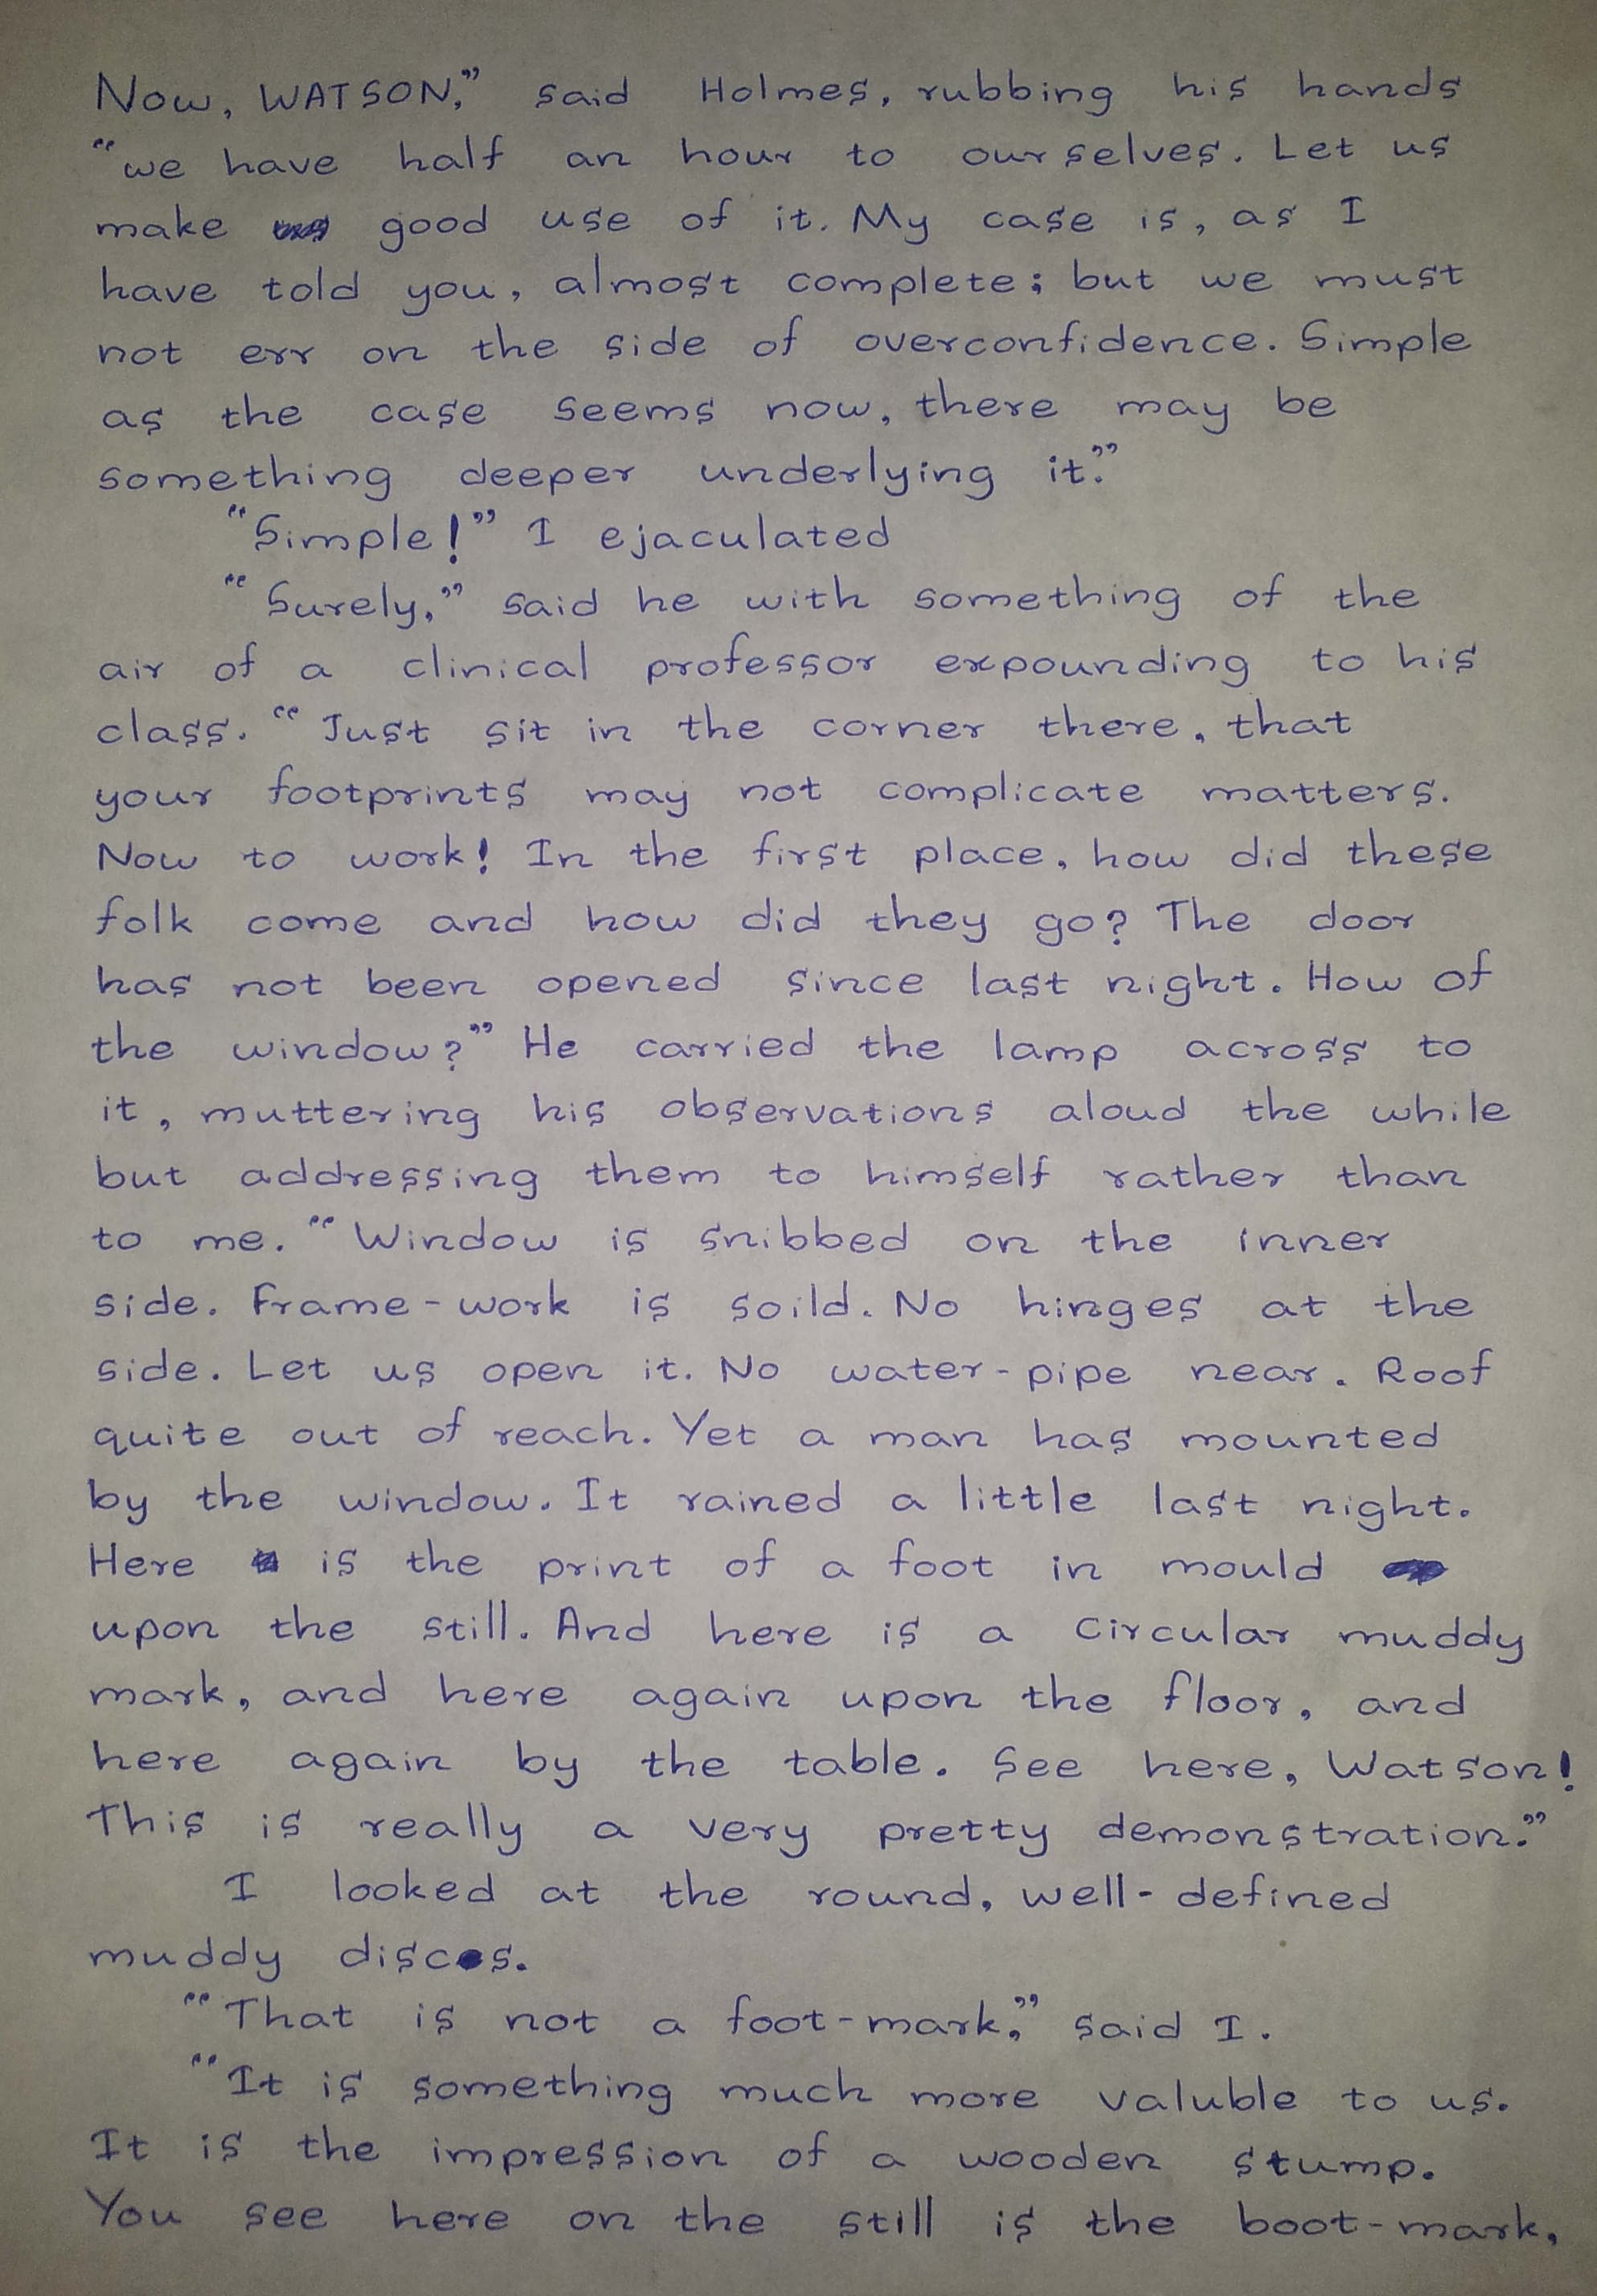 Now, WATSON," said Holmes, rubbing his hands
"we have half an hour to ourselves. Let us
make good use of it. My case is, as I
have told you, almost complete; but we must
not err on the side of overconfidence. Simple
as the case seems now, there may be
something deeper underlying it."
"Simple!" I ejaculated
"Surely," said he with something of the
air of a clinical professor expounding to his
class. "Just sit in the corner there, that
your footprints may not complicate matters.
Now to work! In the first place, how did these
folk come and how did they go? The door
has not been opened since last night. How of
the window?" He carried the lamp across to
it, muttering his observations aloud the while
but addressing them to himself rather than
to me. "Window is snibbed on the inner
side. Frame-work is soild. No hinges at the
side. Let us open it. No water-pipe near. Roof
quite out of reach. Yet a man has mounted
by the window. It rained a little last night.
Here is the print of a foot in mould
upon the still. And here is a circular muddy
mark, and here again upon the floor, and
here again by the table. See here, Watson!
This is really a very pretty demonstration."
I looked at the round, well-defined
muddy discs.
"That is not a foot-mark," said I.
"It is something much more valuble to us.
It is the impression of a wooden stump.
You see here on the still is the boot-mark,